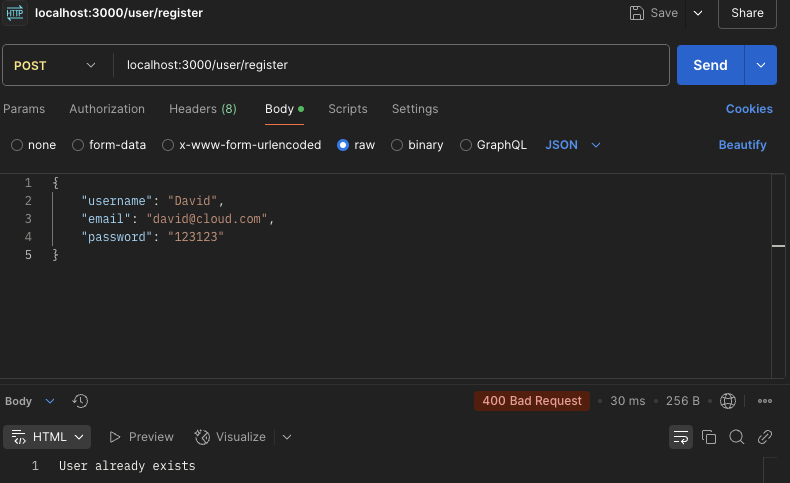 HTTP localhost:3000/user/register Save Share
POST localhost:3000/user/register Send
Params Authorization Headers (8) Body Scripts Settings Cookies
none form-data x-www-form-urlencoded raw binary GraphQL JSON Beautify
1 {
2 "username": "David",
3 "email": "david@cloud.com",
4 "password": "123123"
5 }
Body 400 Bad Request • 30 ms • 256 B •
HTML Preview Visualize
1 User already exists